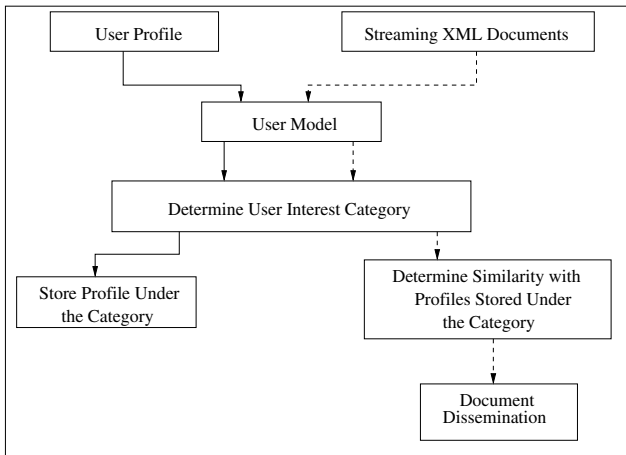 User Profile
Streaming XML Documents
User Model
Determine User Interest Category
Store Profile Under
the Category
Determine Similarity with
Profiles Stored Under
the Category
Document
Dissemination